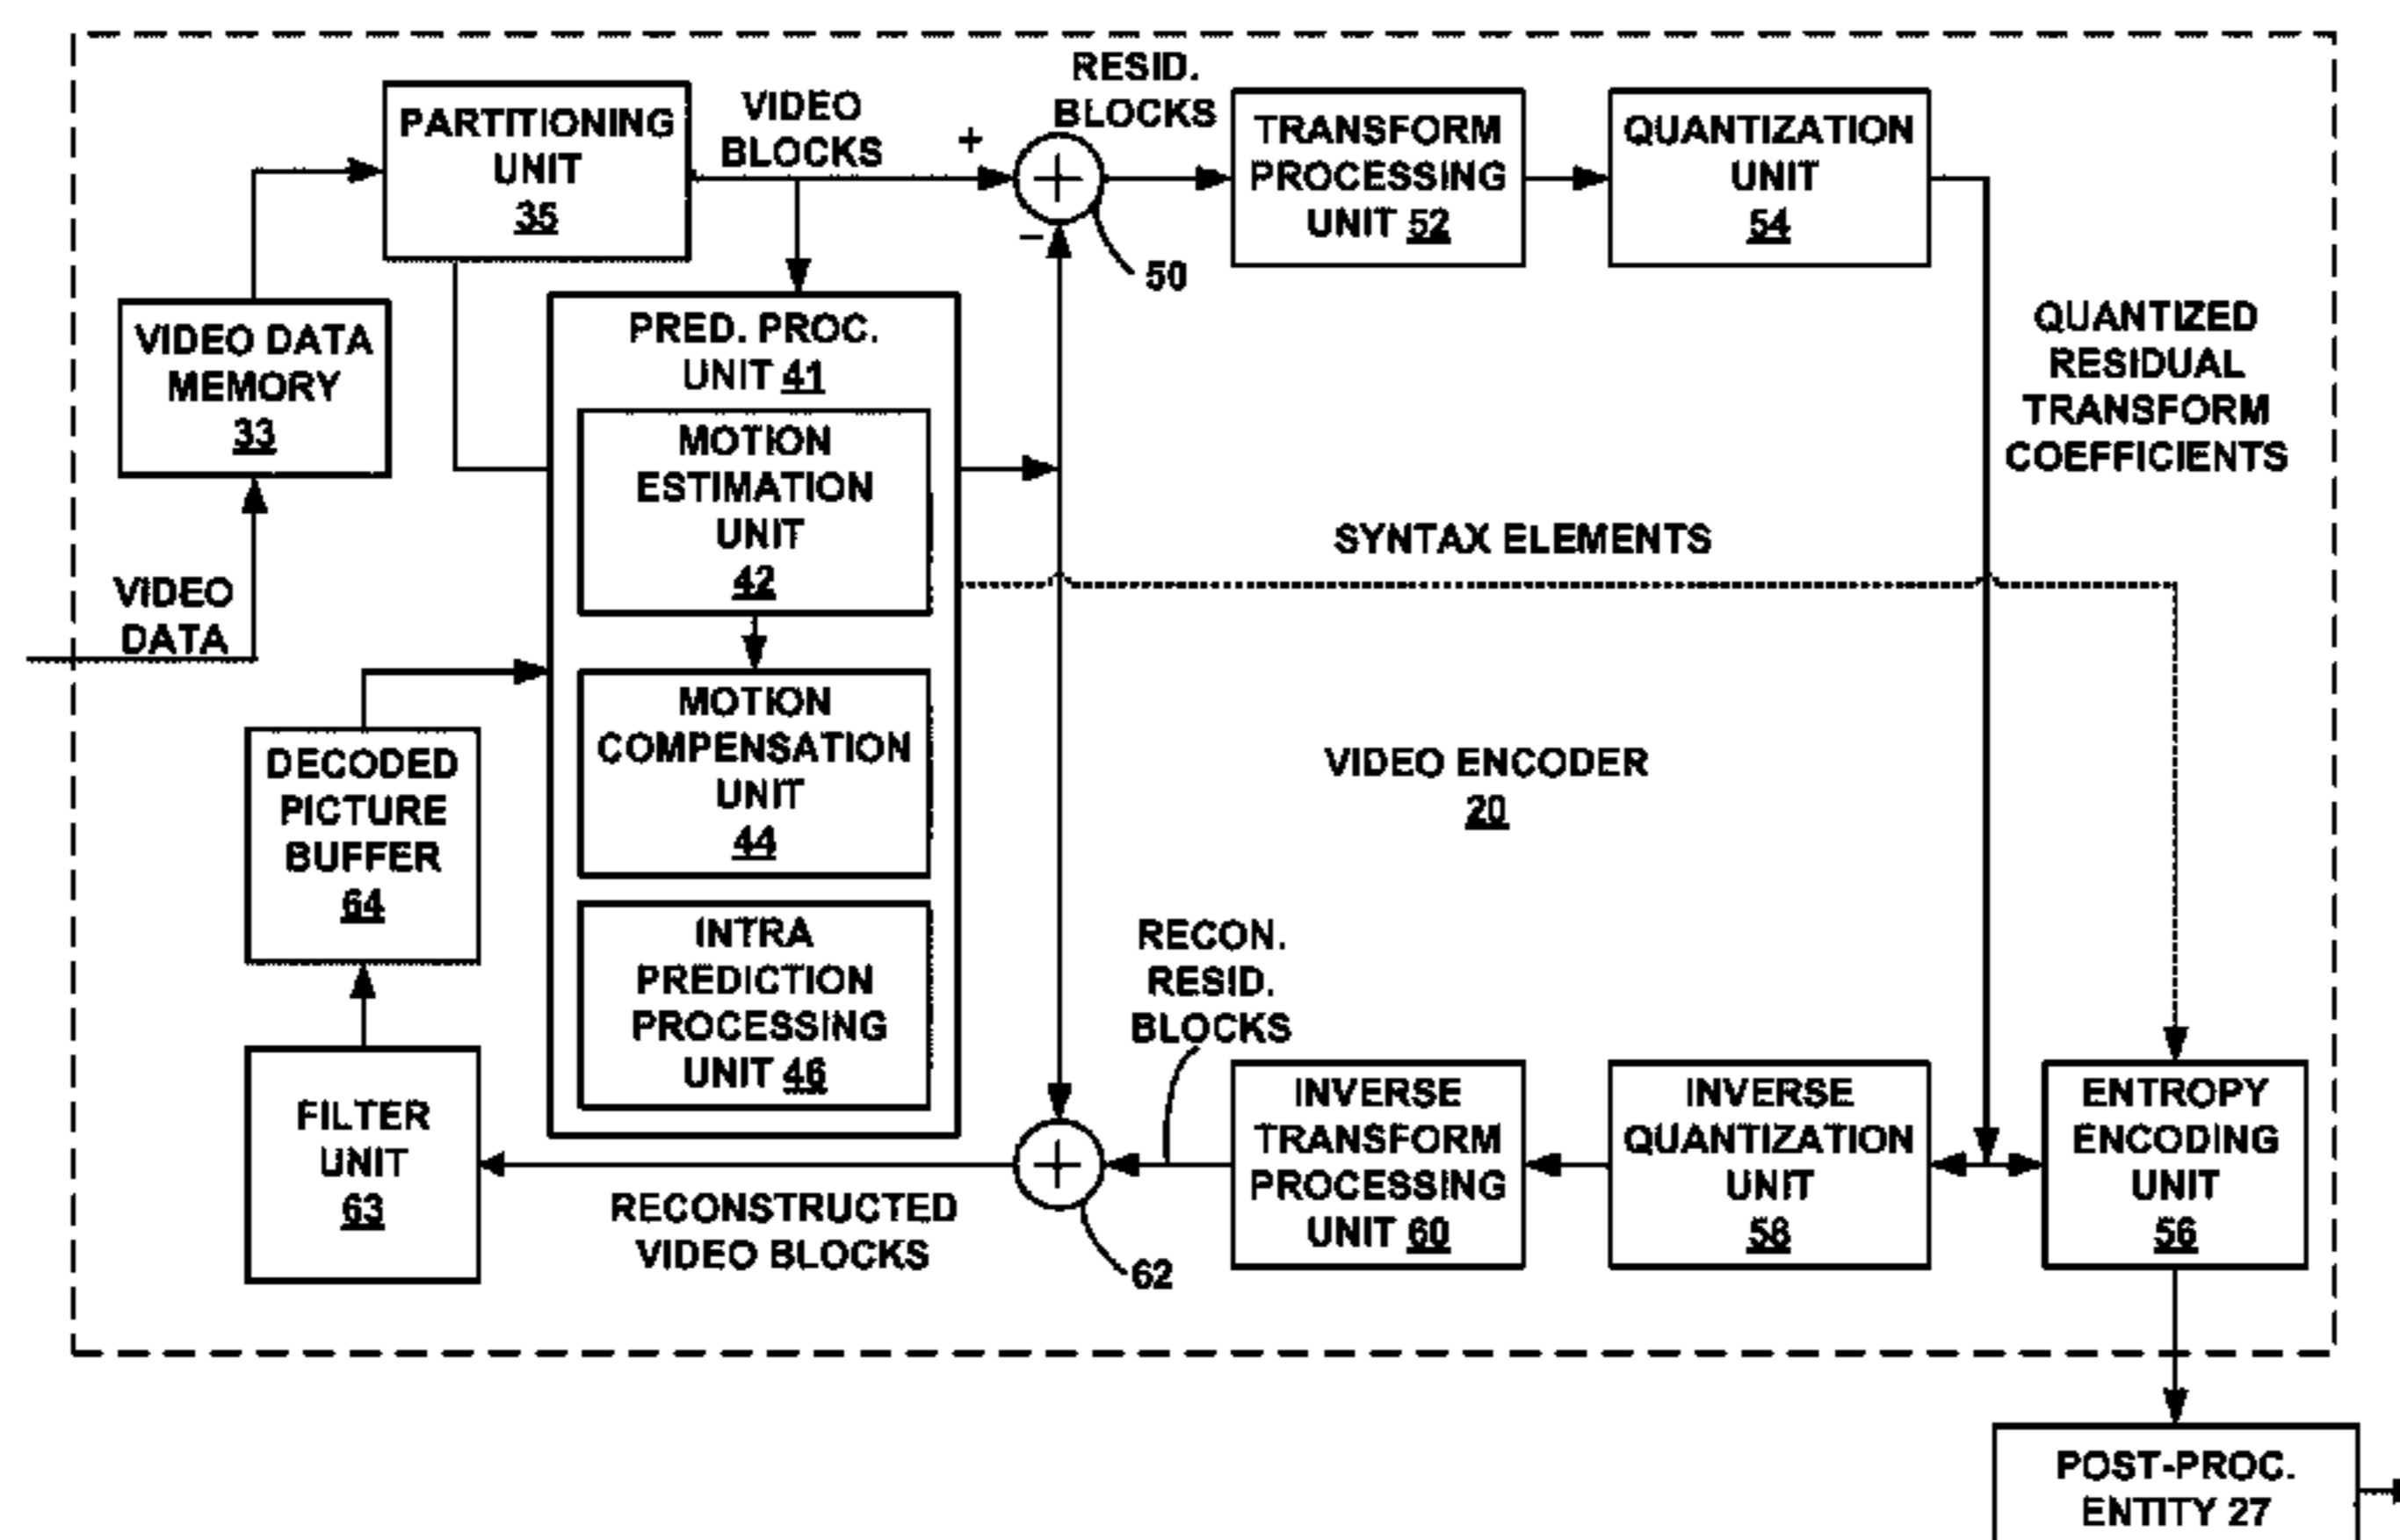 PARTITIONING
UNIT
35
VIDEO
BLOCKS
+
−
RESID.
BLOCKS
50
TRANSFORM
PROCESSING
UNIT 52
QUANTIZATION
UNIT
54
VIDEO DATA
MEMORY
33
VIDEO
DATA
PRED. PROC.
UNIT 41
MOTION
ESTIMATION
UNIT
42
MOTION
COMPENSATION
UNIT
44
INTRA
PREDICTION
PROCESSING
UNIT 46
QUANTIZED
RESIDUAL
TRANSFORM
COEFFICIENTS
SYNTAX ELEMENTS
VIDEO ENCODER
20
DECODED
PICTURE
BUFFER
64
FILTER
UNIT
63
RECONSTRUCTED
VIDEO BLOCKS
62
RECON.
RESID.
BLOCKS
INVERSE
TRANSFORM
PROCESSING
UNIT 60
INVERSE
QUANTIZATION
UNIT
58
ENTROPY
ENCODING
UNIT
56
POST-PROC.
ENTITY 27